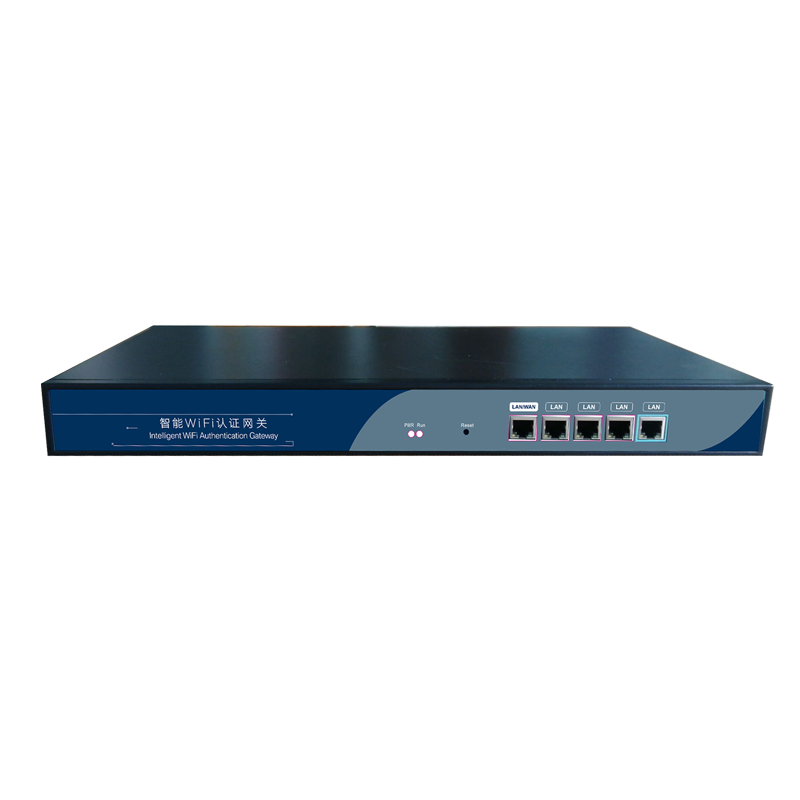 智能WiFi认证网关
Intelligent WiFi Authentication Gateway
PWR Run
Reset
LAN/WAN LAN LAN LAN LAN